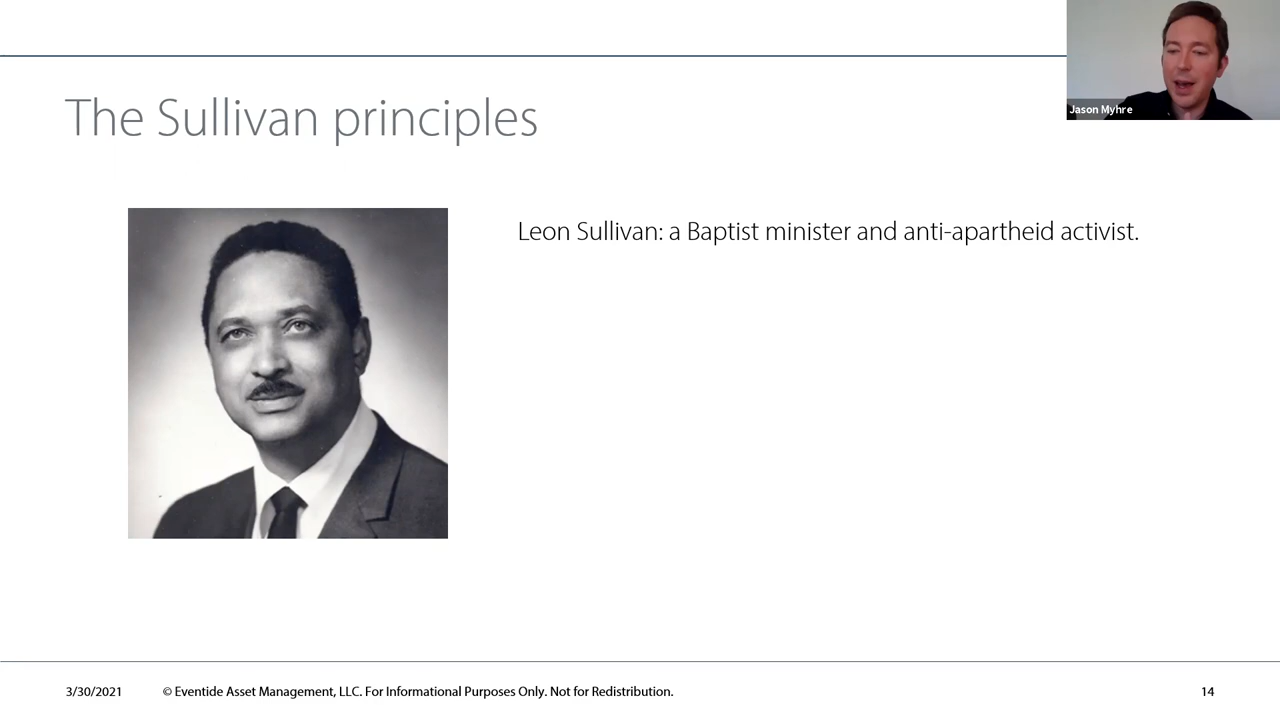 Jason Myhre
The Sullivan principles
Leon Sullivan: a Baptist minister and anti-apartheid activist.
3/30/2021 © Eventide Asset Management, LLC. For Informational Purposes Only. Not for Redistribution. 14